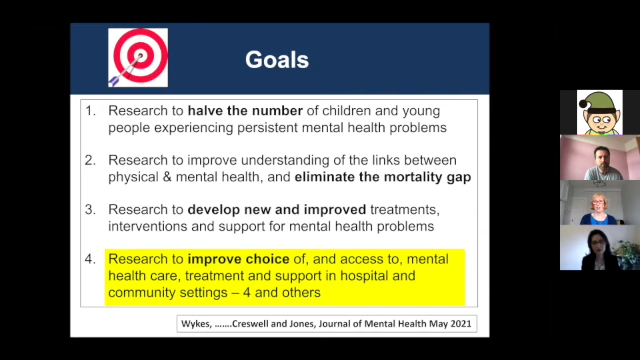 Goals
1. Research to halve the number of children and young
people experiencing persistent mental health problems
2. Research to improve understanding of the links between
physical & mental health, and eliminate the mortality gap
3. Research to develop new and improved treatments,
interventions and support for mental health problems
4. Research to improve choice of, and access to, mental
health care, treatment and support in hospital and
community settings – 4 and others
Wykes, …….Creswell and Jones, Journal of Mental Health May 2021